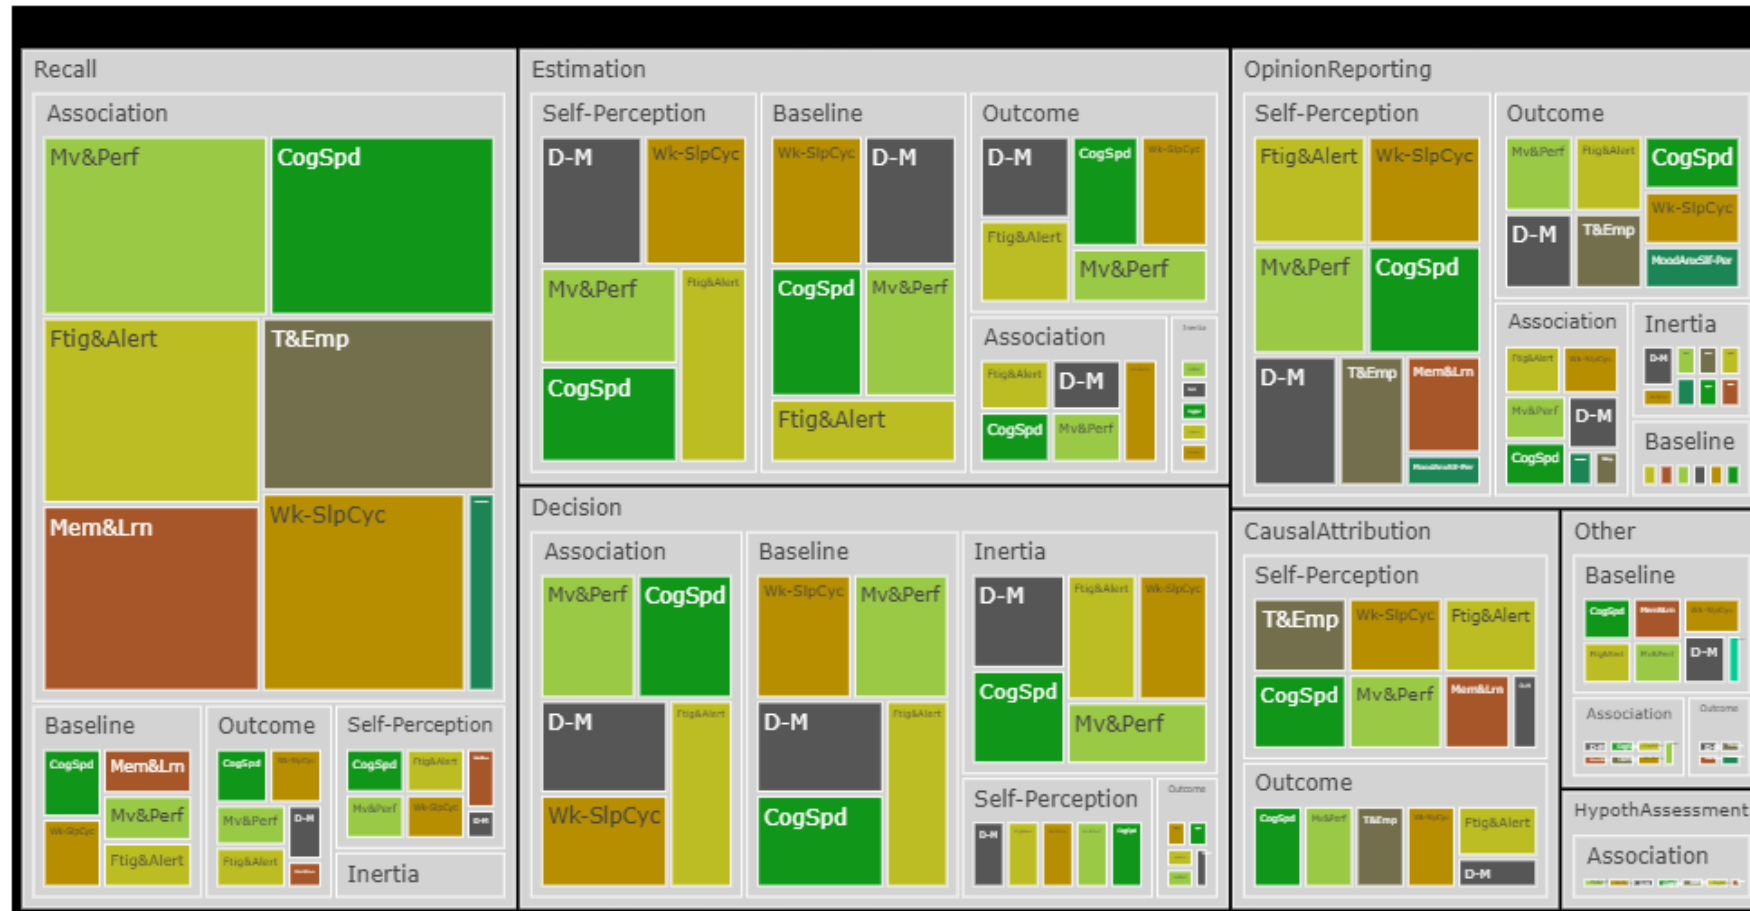 Recall
Association
Mv&Perf
CogSpd
Ftig&Alert
T&Emp
Mem&Lrn
Wk-SlpCyc
Baseline
CogSpd
Mem&Lrn
Mv&Perf
Wk-SlpCyc
Ftig&Alert
Outcome
CogSpd
Wk-SlpCyc
Mv&Perf
D-M
Ftig&Alert
Self-Perception
CogSpd
Ftig&Alert
Mv&Perf
Wk-SlpCyc
D-M
Inertia
Estimation
Self-Perception
D-M
Wk-SlpCyc
Mv&Perf
Ftig&Alert
CogSpd
Baseline
Wk-SlpCyc
D-M
CogSpd
Mv&Perf
Ftig&Alert
Outcome
D-M
CogSpd
Wk-SlpCyc
Ftig&Alert
Mv&Perf
Association
Ftig&Alert
D-M
CogSpd
Mv&Perf
Inertia
Decision
Association
Mv&Perf
CogSpd
D-M
Ftig&Alert
Wk-SlpCyc
Baseline
Wk-SlpCyc
Mv&Perf
D-M
Ftig&Alert
CogSpd
Inertia
D-M
Ftig&Alert
Wk-SlpCyc
CogSpd
Mv&Perf
Self-Perception
D-M
CogSpd
Outcome
OpinionReporting
Self-Perception
Ftig&Alert
Wk-SlpCyc
Mv&Perf
CogSpd
D-M
T&Emp
Mem&Lrn
MoodAnxSlf-Per
Outcome
Mv&Perf
Ftig&Alert
CogSpd
Wk-SlpCyc
D-M
T&Emp
MoodAnxSlf-Per
Association
Ftig&Alert
Wk-SlpCyc
Mv&Perf
D-M
CogSpd
Inertia
D-M
Baseline
CausalAttribution
Self-Perception
T&Emp
Wk-SlpCyc
Ftig&Alert
CogSpd
Mv&Perf
Mem&Lrn
D-M
Outcome
CogSpd
Mv&Perf
T&Emp
Wk-SlpCyc
Ftig&Alert
D-M
Other
Baseline
CogSpd
Mem&Lrn
Wk-SlpCyc
Ftig&Alert
Mv&Perf
D-M
Association
Outcome
HypothAssessment
Association